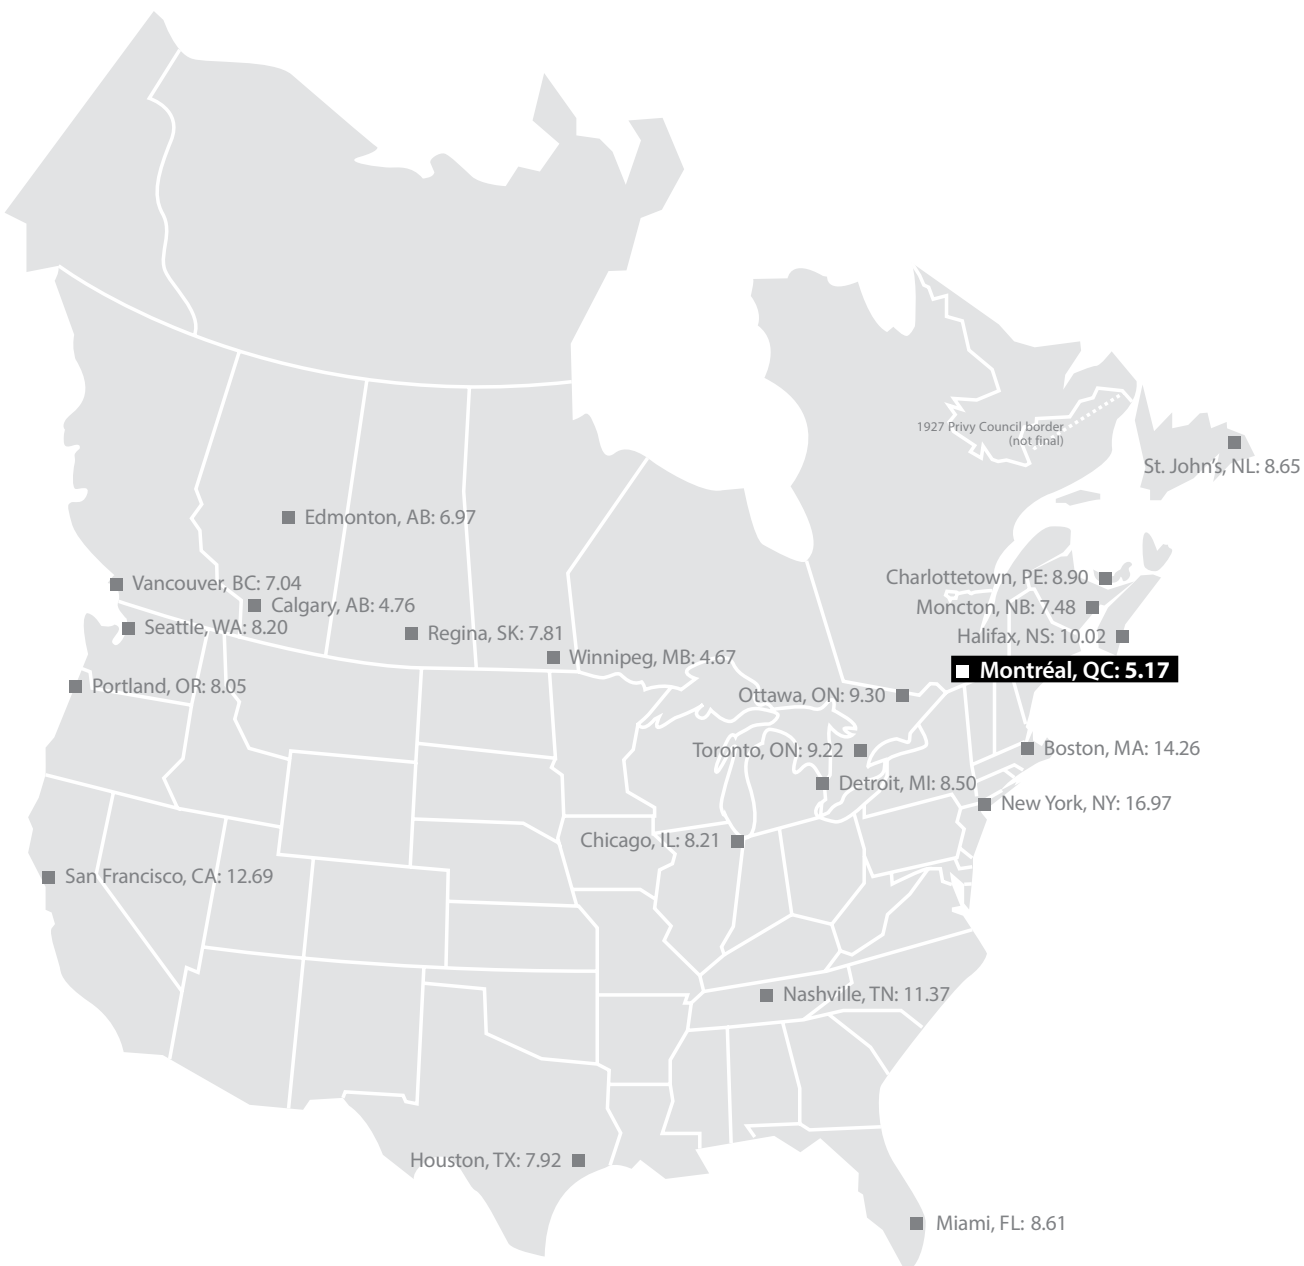 1927 Privy Council border
(not final)
St. John's, NL: 8.65
Edmonton, AB: 6.97
Charlottetown, PE: 8.90
Vancouver, BC: 7.04
Calgary, AB: 4.76
Moncton, NB: 7.48
Seattle, WA: 8.20
Regina, SK: 7.81
Halifax, NS: 10.02
Winnipeg, MB: 4.67
Montréal, QC: 5.17
Portland, OR: 8.05
Ottawa, ON: 9.30
Toronto, ON: 9.22
Boston, MA: 14.26
Detroit, MI: 8.50
New York, NY: 16.97
Chicago, IL: 8.21
San Francisco, CA: 12.69
Nashville, TN: 11.37
Houston, TX: 7.92
Miami, FL: 8.61